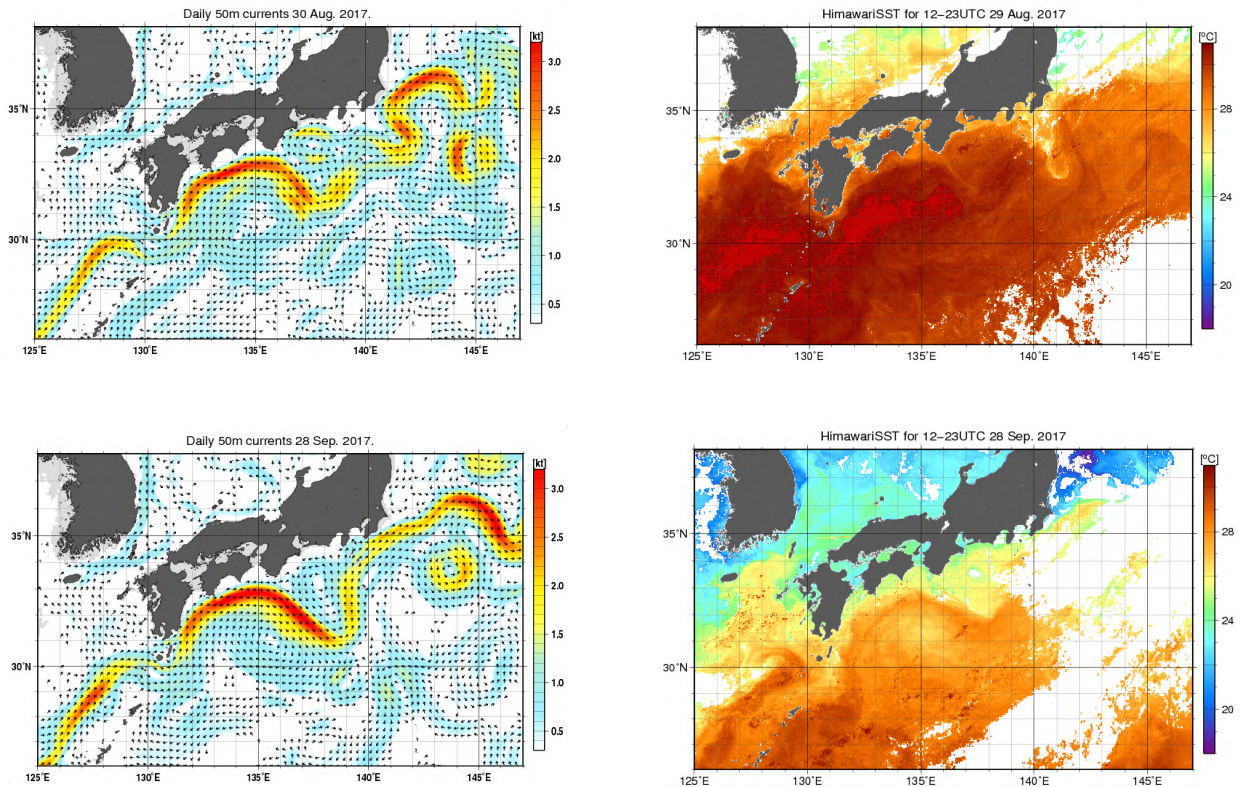 Daily 50m currents 30 Aug. 2017.
[kt]
3.0
2.5
2.0
1.5
1.0
0.5
35˚N
30˚N
125˚E 130˚E 135˚E 140˚E 145˚E
HimawariSST for 12-23UTC 29 Aug. 2017
[ºC]
28
24
20
35˚N
30˚N
125˚E 130˚E 135˚E 140˚E 145˚E
Daily 50m currents 28 Sep. 2017.
[kt]
3.0
2.5
2.0
1.5
1.0
0.5
35˚N
30˚N
125˚E 130˚E 135˚E 140˚E 145˚E
HimawariSST for 12-23UTC 28 Sep. 2017
[ºC]
28
24
20
35˚N
30˚N
125˚E 130˚E 135˚E 140˚E 145˚E